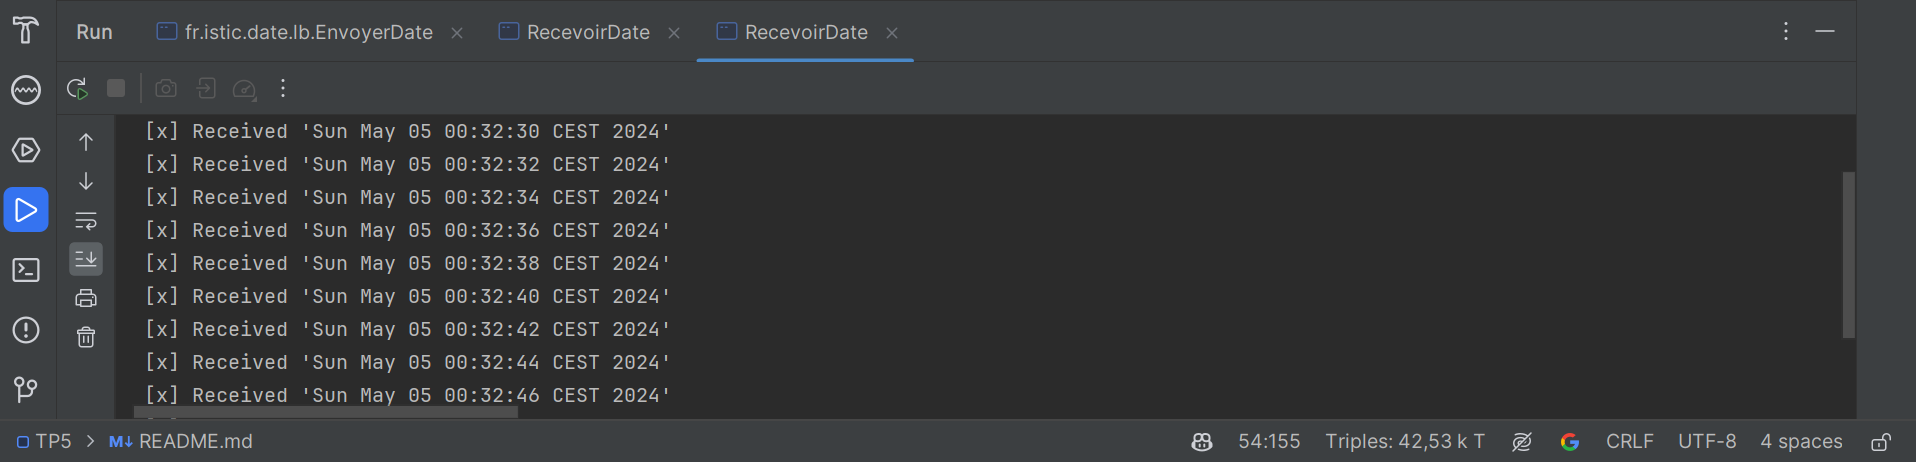 Run fr.istic.date.lb.EnvoyerDate RecevoirDate RecevoirDate
[x] Received 'Sun May 05 00:32:30 CEST 2024'
[x] Received 'Sun May 05 00:32:32 CEST 2024'
[x] Received 'Sun May 05 00:32:34 CEST 2024'
[x] Received 'Sun May 05 00:32:36 CEST 2024'
[x] Received 'Sun May 05 00:32:38 CEST 2024'
[x] Received 'Sun May 05 00:32:40 CEST 2024'
[x] Received 'Sun May 05 00:32:42 CEST 2024'
[x] Received 'Sun May 05 00:32:44 CEST 2024'
[x] Received 'Sun May 05 00:32:46 CEST 2024'
TP5 > M↓ README.md 54:155 Triples: 42,53 k T CRLF UTF-8 4 spaces